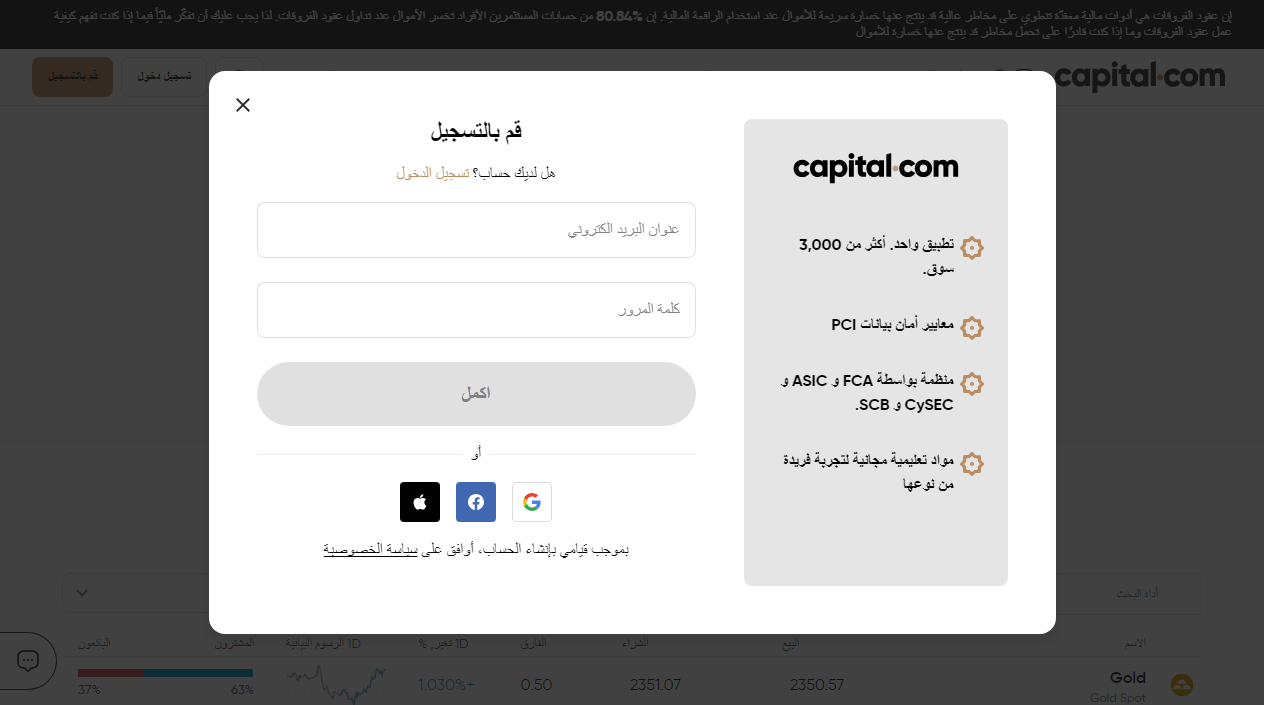 إن عقود الفروقات هي أدوات مالية معقدّة تنتطوي على مخاطر عالية قد ينتج عنها خسارة سريعة للأموال عند استخدام الرافعة المالية. إن 80.84% من حسابات المستثمرين الأفراد تخسر الأموال عند تداول عقود الفروقات. لذا يجب عليك أن تفكّر مليّاً فيما إذا كنت تفهم كيفية
عمل عقود الفروقات وما إذا كنت قادرًا على تحمل مخاطر قد ينتج عنها خسارة للأموال
capital.com
تسجيل دخول
قم بالتسجيل
capital.com
تطبيق واحد. أكثر من 3,000
سوق.
معايير أمان بيانات PCI
منظمة بواسطة FCA و ASIC و
CySEC و SCB.
مواد تعليمية مجانية لتجربة فريدة
من نوعها
قم بالتسجيل
هل لديك حساب؟ تسجيل الدخول
عنوان البريد الكتروني
كلمة المرور
اكمل
أو
بموجب قيامي بإنشاء الحساب، أوافق على سياسة الخصوصية
أداة البحث
الاسم البيع الشراء الفارق 1D تغير, % 1D الرسوم البيانية المشترون البائعون
Gold 2350.57 2351.07 0.50 1.030%+ 63% 37%
Gold Spot